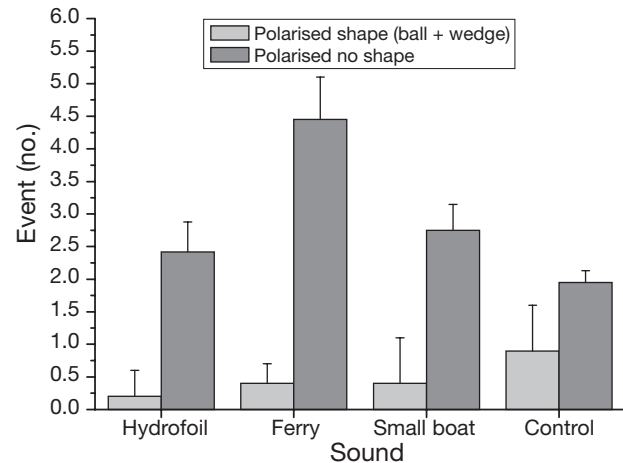 6.0
5.5
5.0
4.5
4.0
3.5
3.0
2.5
2.0
1.5
1.0
0.5
0.0
Event (no.)
Polarised shape (ball + wedge)
Polarised no shape
Hydrofoil Ferry Small boat Control
Sound